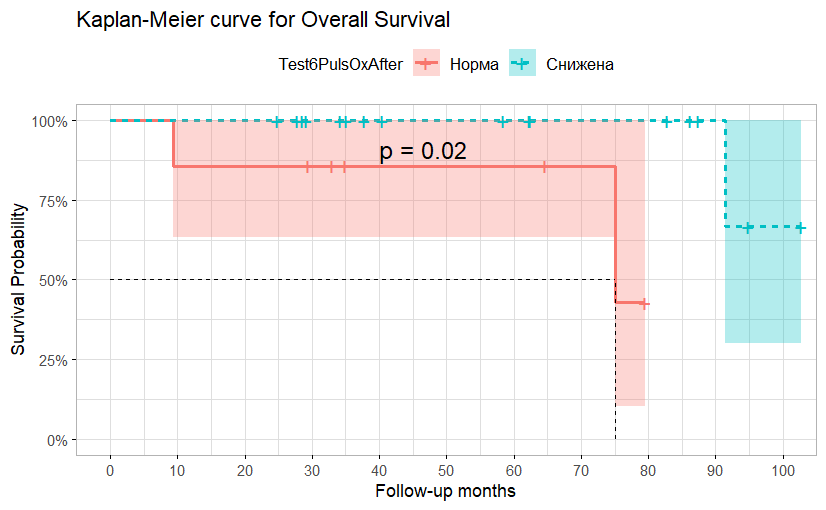 Kaplan-Meier curve for Overall Survival
Test6PulsOxAfter Норма Снижена
Survival Probability
100%
75%
50%
25%
0%
p = 0.02
0 10 20 30 40 50 60 70 80 90 100
Follow-up months